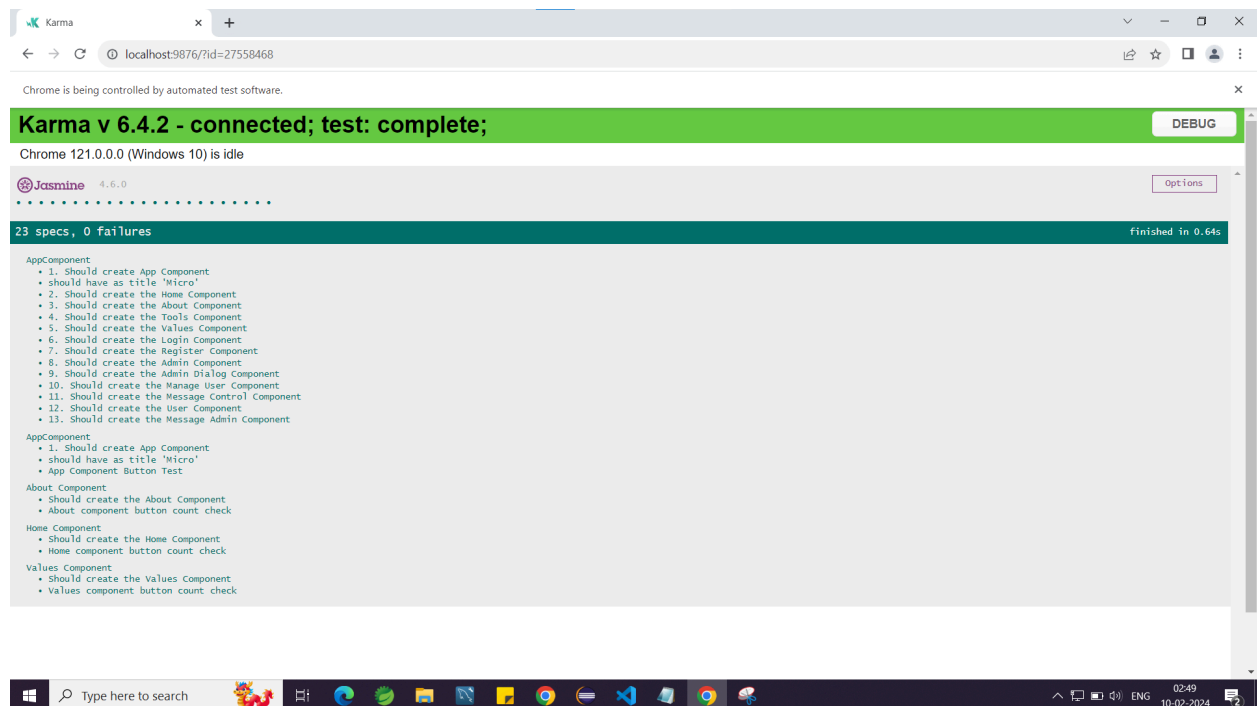 Karma
localhost:9876/?id=27558468
Chrome is being controlled by automated test software.
Karma v 6.4.2 - connected; test: complete;
DEBUG
Chrome 121.0.0.0 (Windows 10) is idle
Jasmine 4.6.0
Options
23 specs, 0 failures
finished in 0.64s
AppComponent
• 1. Should create App Component
• should have as title 'Micro'
• 2. Should create the Home Component
• 3. Should create the About Component
• 4. Should create the Tools Component
• 5. Should create the Values Component
• 6. Should create the Login Component
• 7. Should create the Register Component
• 8. Should create the Admin Component
• 9. Should create the Admin Dialog Component
• 10. Should create the Manage User Component
• 11. Should create the Message Control Component
• 12. Should create the User Component
• 13. Should create the Message Admin Component
AppComponent
• 1. Should create App Component
• should have as title 'Micro'
• App Component Button Test
About Component
• Should create the About Component
• About component button count check
Home Component
• Should create the Home Component
• Home component button count check
Values Component
• Should create the Values Component
• Values component button count check
Type here to search
ENG
02:49
10-02-2024
2